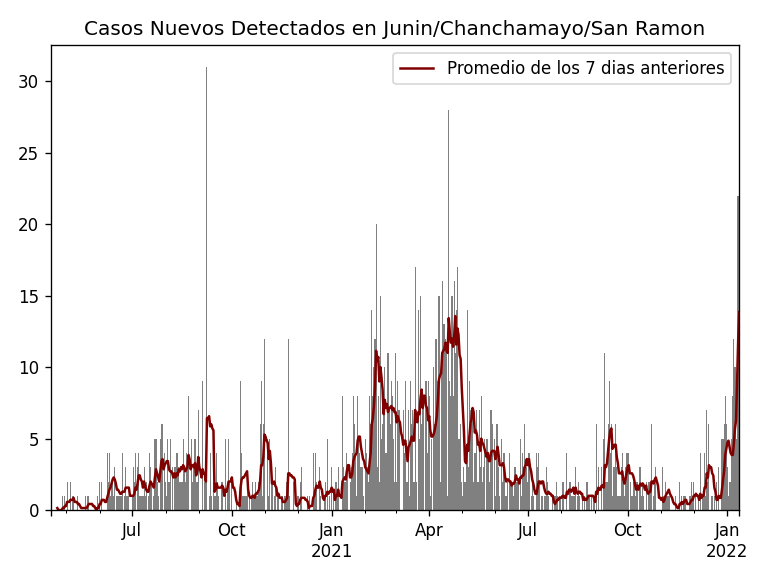 Casos Nuevos Detectados en Junin/Chanchamayo/San Ramon
Promedio de los 7 dias anteriores
30
25
20
15
10
5
0
Jul Oct Jan Apr Jul Oct Jan
2021 2022